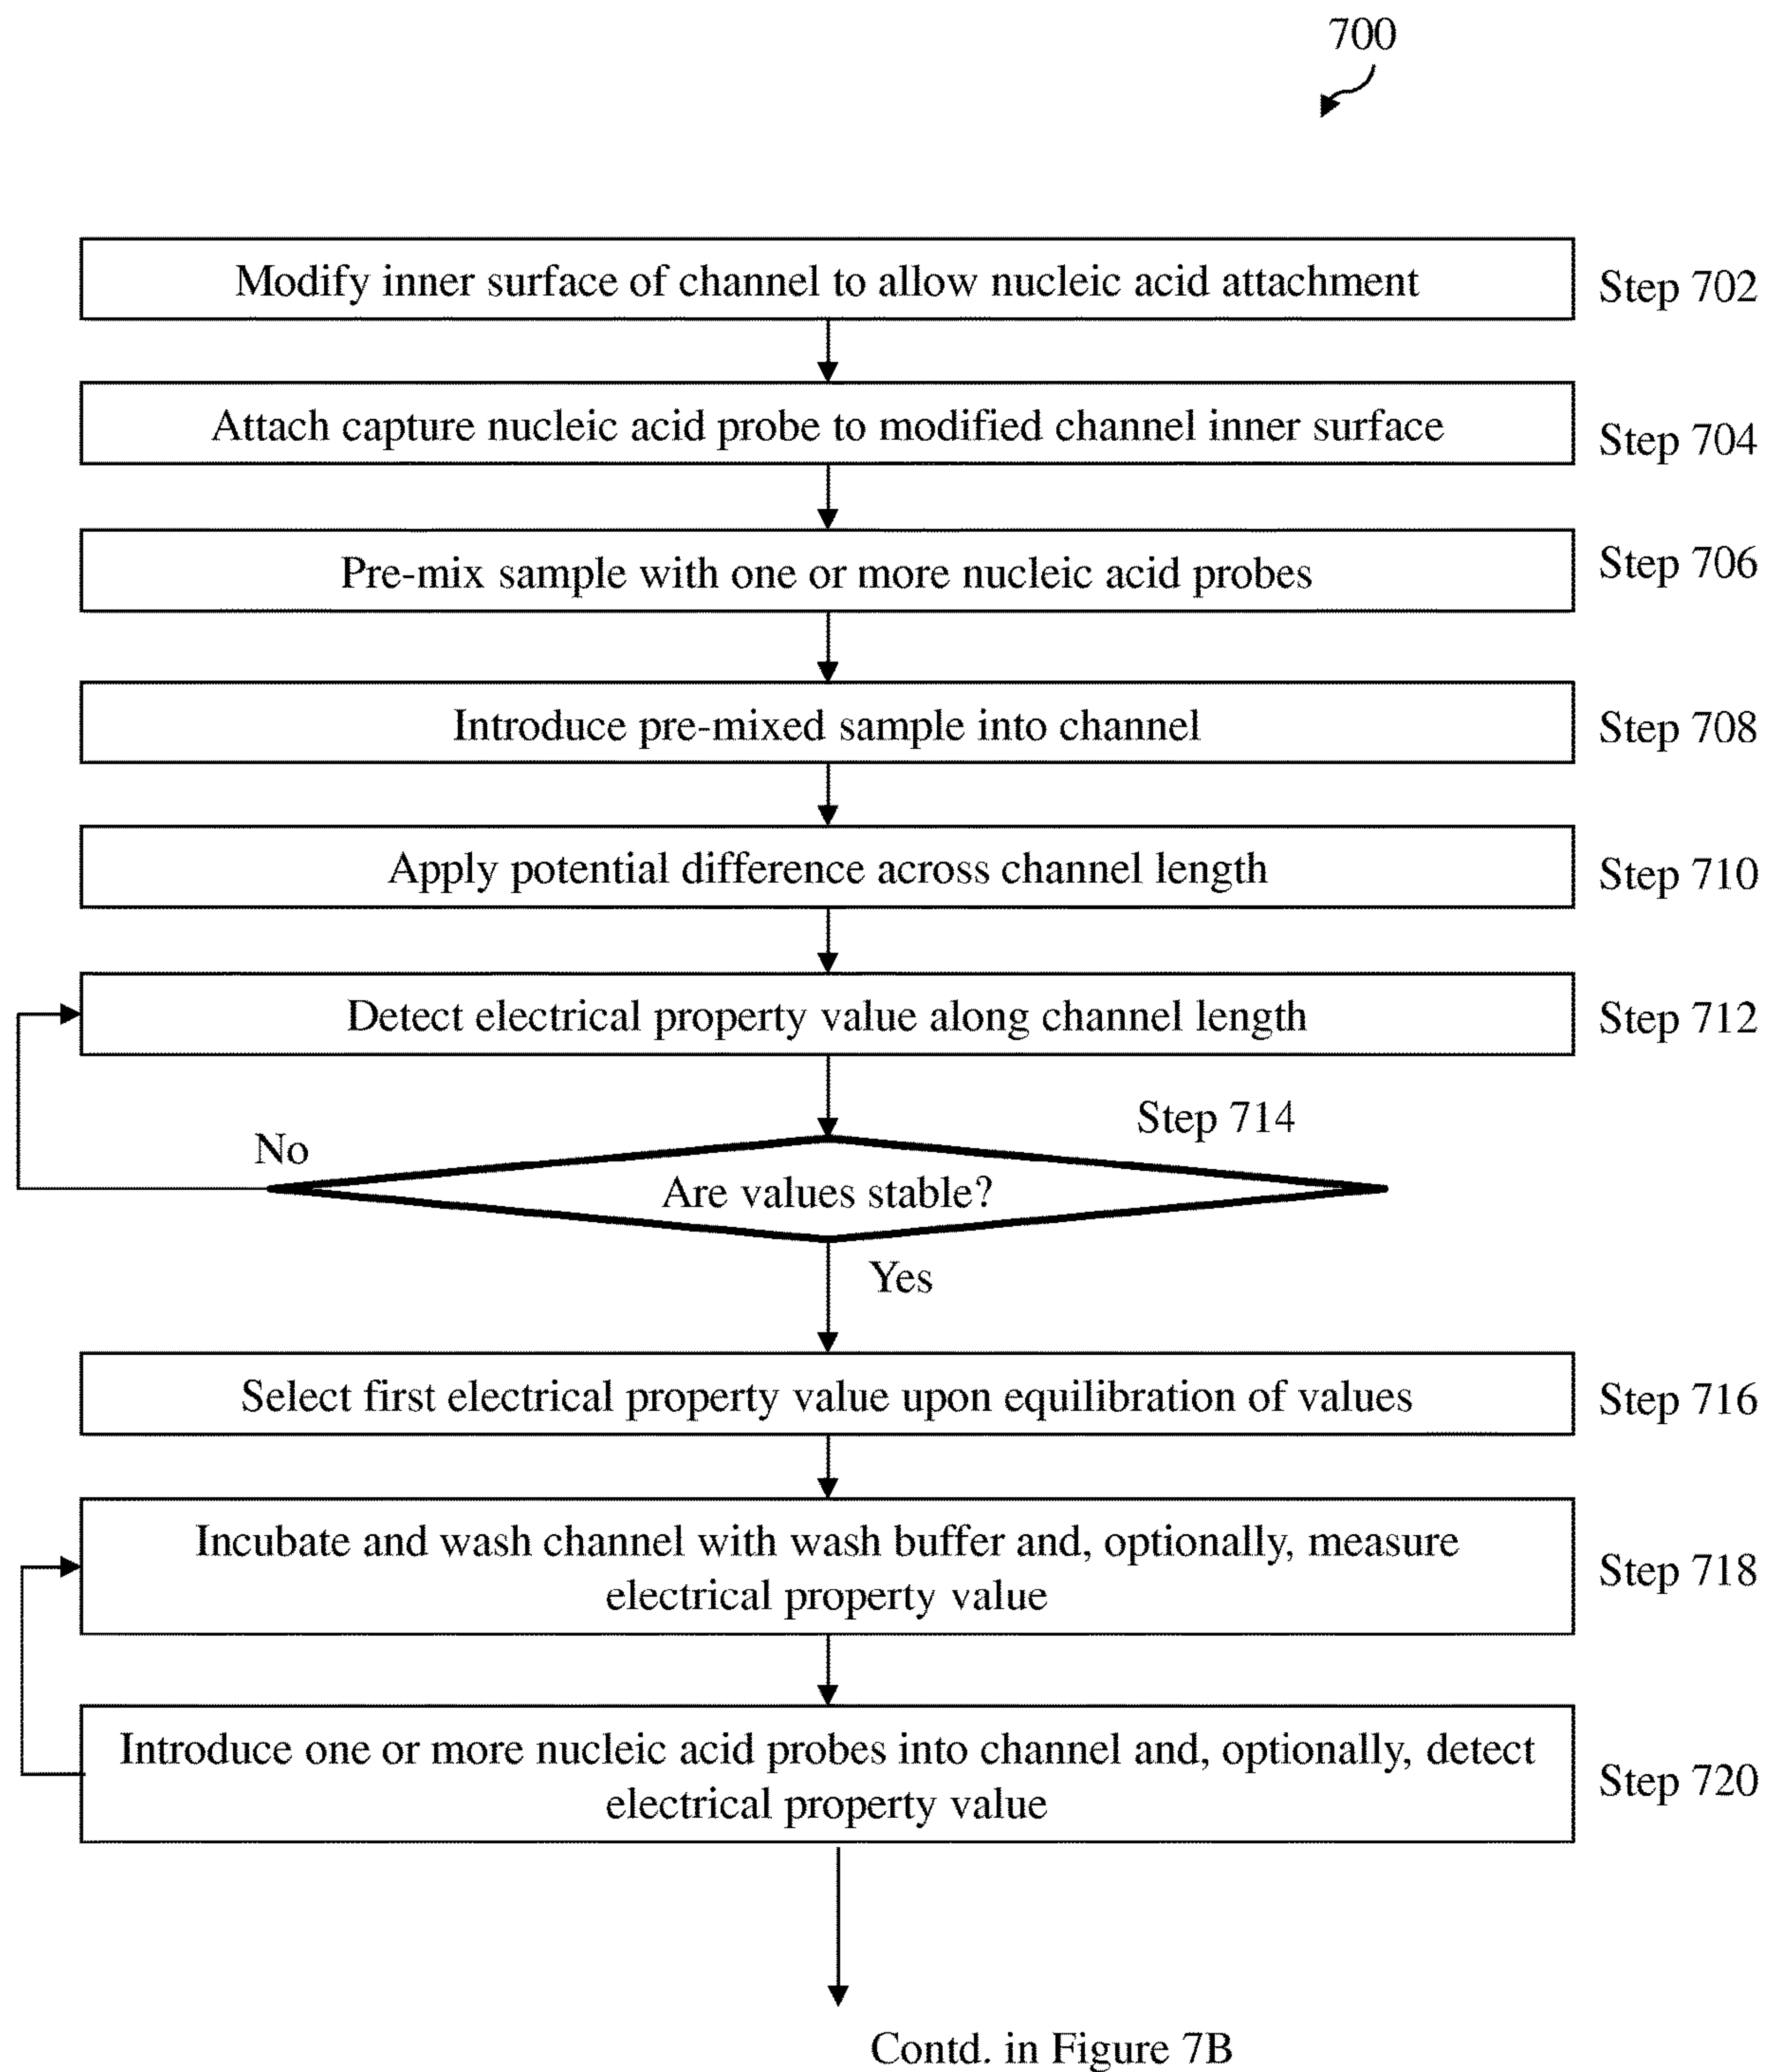 700
Modify inner surface of channel to allow nucleic acid attachment
Step 702
Attach capture nucleic acid probe to modified channel inner surface
Step 704
Pre-mix sample with one or more nucleic acid probes
Step 706
Introduce pre-mixed sample into channel
Step 708
Apply potential difference across channel length
Step 710
Detect electrical property value along channel length
Step 712
Step 714
No
Are values stable?
Yes
Select first electrical property value upon equilibration of values
Step 716
Incubate and wash channel with wash buffer and, optionally, measure
electrical property value
Step 718
Introduce one or more nucleic acid probes into channel and, optionally, detect
electrical property value
Step 720
Contd. in Figure 7B